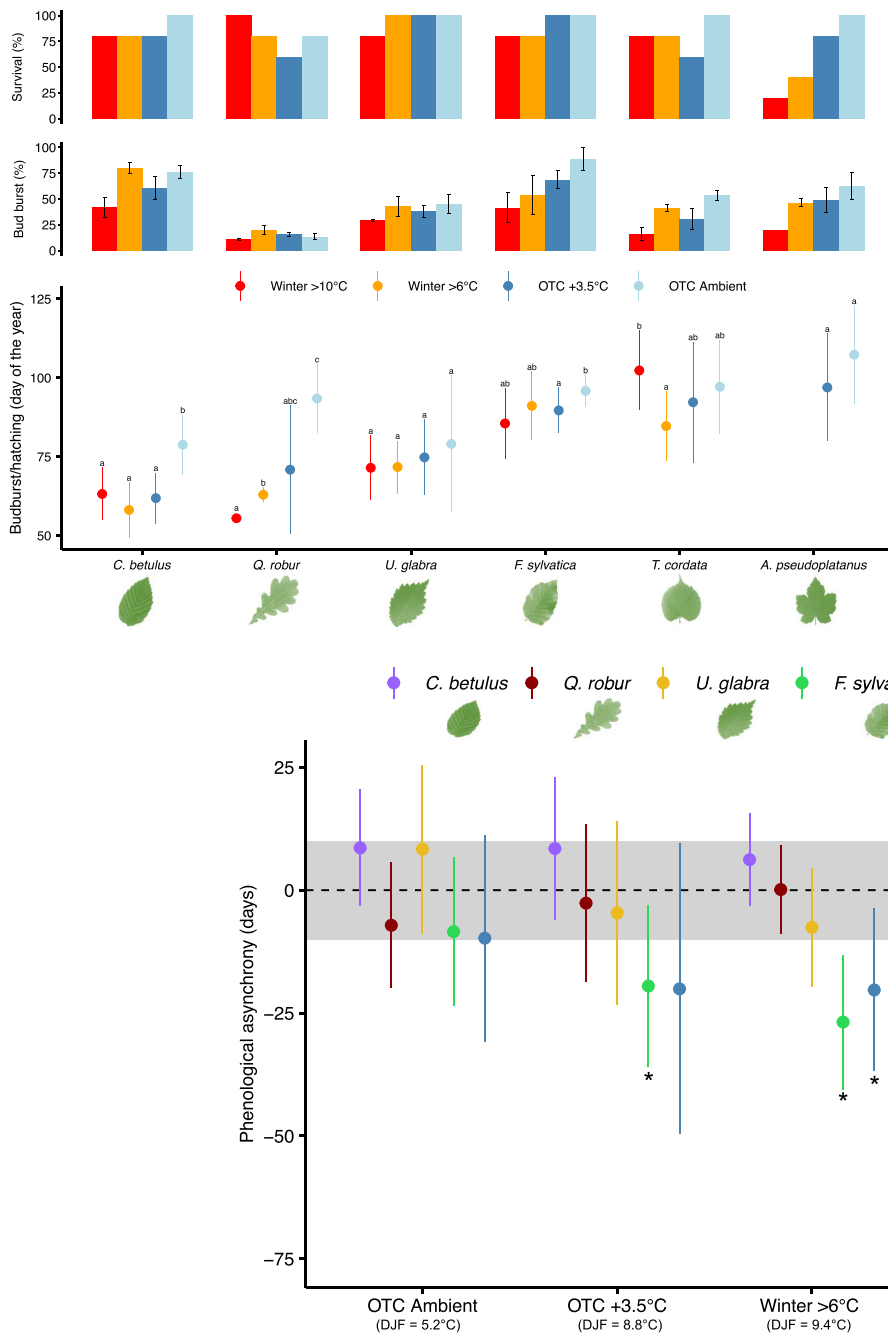 Survival (%)
100
75
50
25
0
Bud burst (%)
100
75
50
25
0
Winter >10°C
Winter >6°C
OTC +3.5°C
OTC Ambient
Budburst/hatching (day of the year)
125
100
75
50
a
a
a
b
a
b
abc
c
a
a
a
a
ab
ab
a
b
b
a
ab
ab
a
a
C. betulus
Q. robur
U. glabra
F. sylvatica
T. cordata
A. pseudoplatanus
C. betulus
Q. robur
U. glabra
F.
Phenological asynchrony (days)
25
0
−25
−50
−75
*
*
*
OTC Ambient
(DJF = 5.2°C)
OTC +3.5°C
(DJF = 8.8°C)
Winter >6°C
(DJF = 9.4°C)